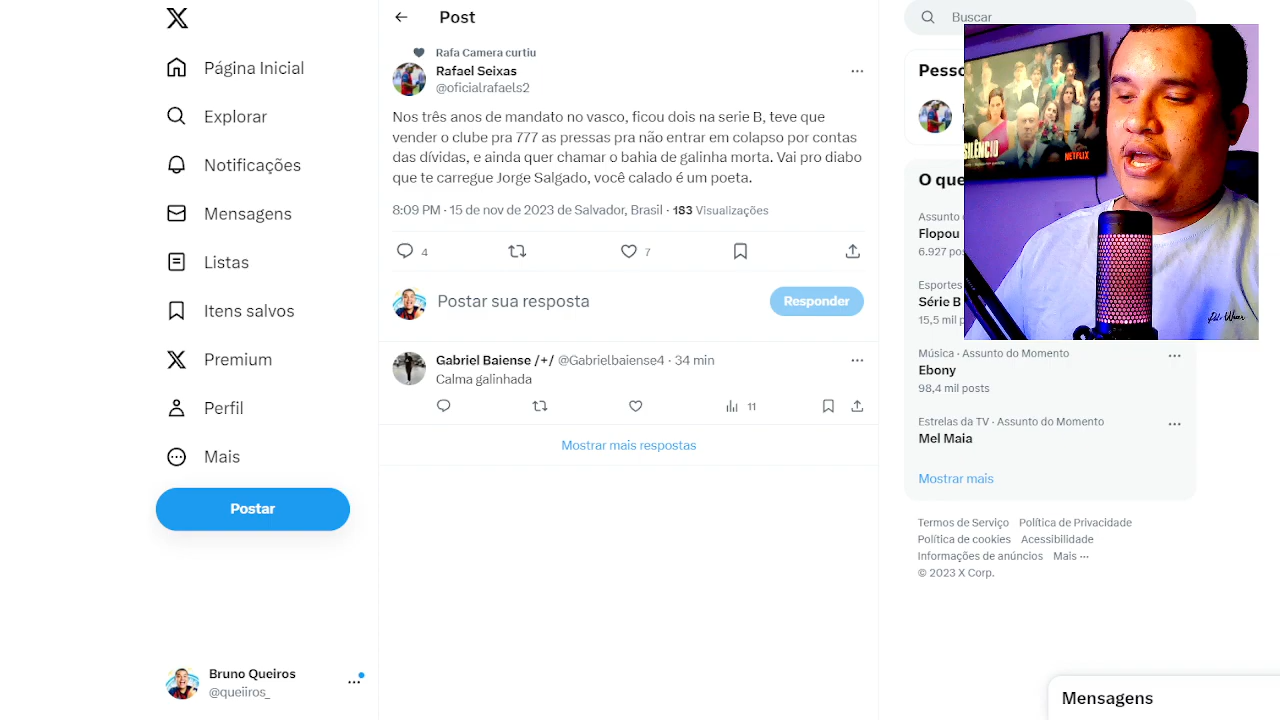 Página Inicial
Explorar
Notificações
Mensagens
Listas
Itens salvos
Premium
Perfil
Mais
Postar
Bruno Queiros
@queiiros_
Post
Rafa Camera curtiu
Rafael Seixas
@oficialrafaels2
Nos três anos de mandato no vasco, ficou dois na serie B, teve que
vender o clube pra 777 as pressas pra não entrar em colapso por contas
das dívidas, e ainda quer chamar o bahia de galinha morta. Vai pro diabo
que te carregue Jorge Salgado, você calado é um poeta.
8:09 PM · 15 de nov de 2023 de Salvador, Brasil · 183 Visualizações
4
7
Postar sua resposta
Responder
Gabriel Baiense /+/ @Gabrielbaiense4 · 34 min
Calma galinhada
11
Mostrar mais respostas
Buscar
Pesso
O que
Assunto
Flopou
6.927 pos
Esportes
Série B
15,5 mil p
Música · Assunto do Momento
Ebony
98,4 mil posts
Estrelas da TV · Assunto do Momento
Mel Maia
Mostrar mais
Termos de Serviço Política de Privacidade
Política de cookies Acessibilidade
Informações de anúncios Mais ···
© 2023 X Corp.
Mensagens
SILÊNCIO
NETFLIX